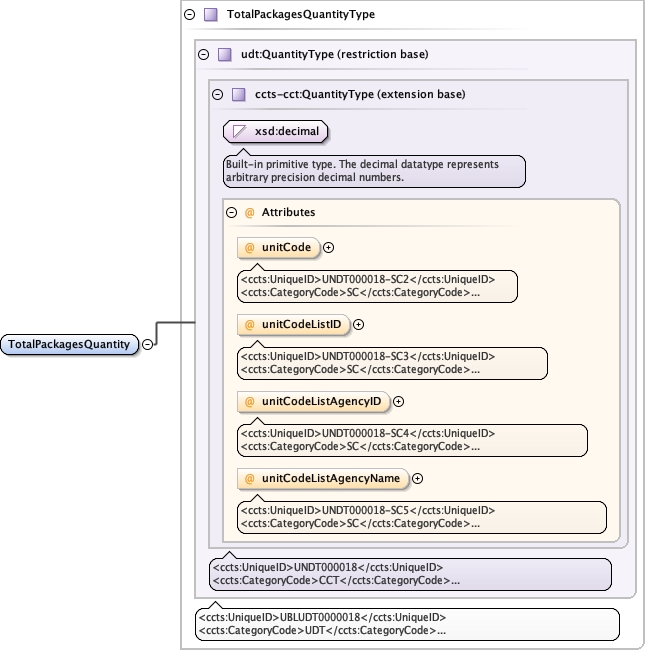 TotalPackagesQuantityType
udt:QuantityType (restriction base)
ccts-cct:QuantityType (extension base)
xsd:decimal
Built-in primitive type. The decimal datatype represents
arbitrary precision decimal numbers.
@ Attributes
@ unitCode
<ccts:UniqueID>UNDT000018-SC2</ccts:UniqueID>
<ccts:CategoryCode>SC</ccts:CategoryCode>...
@ unitCodeListID
<ccts:UniqueID>UNDT000018-SC3</ccts:UniqueID>
<ccts:CategoryCode>SC</ccts:CategoryCode>...
TotalPackagesQuantity
@ unitCodeListAgencyID
<ccts:UniqueID>UNDT000018-SC4</ccts:UniqueID>
<ccts:CategoryCode>SC</ccts:CategoryCode>...
@ unitCodeListAgencyName
<ccts:UniqueID>UNDT000018-SC5</ccts:UniqueID>
<ccts:CategoryCode>SC</ccts:CategoryCode>...
<ccts:UniqueID>UNDT000018</ccts:UniqueID>
<ccts:CategoryCode>CCT</ccts:CategoryCode>...
<ccts:UniqueID>UBLUDT0000018</ccts:UniqueID>
<ccts:CategoryCode>UDT</ccts:CategoryCode>...